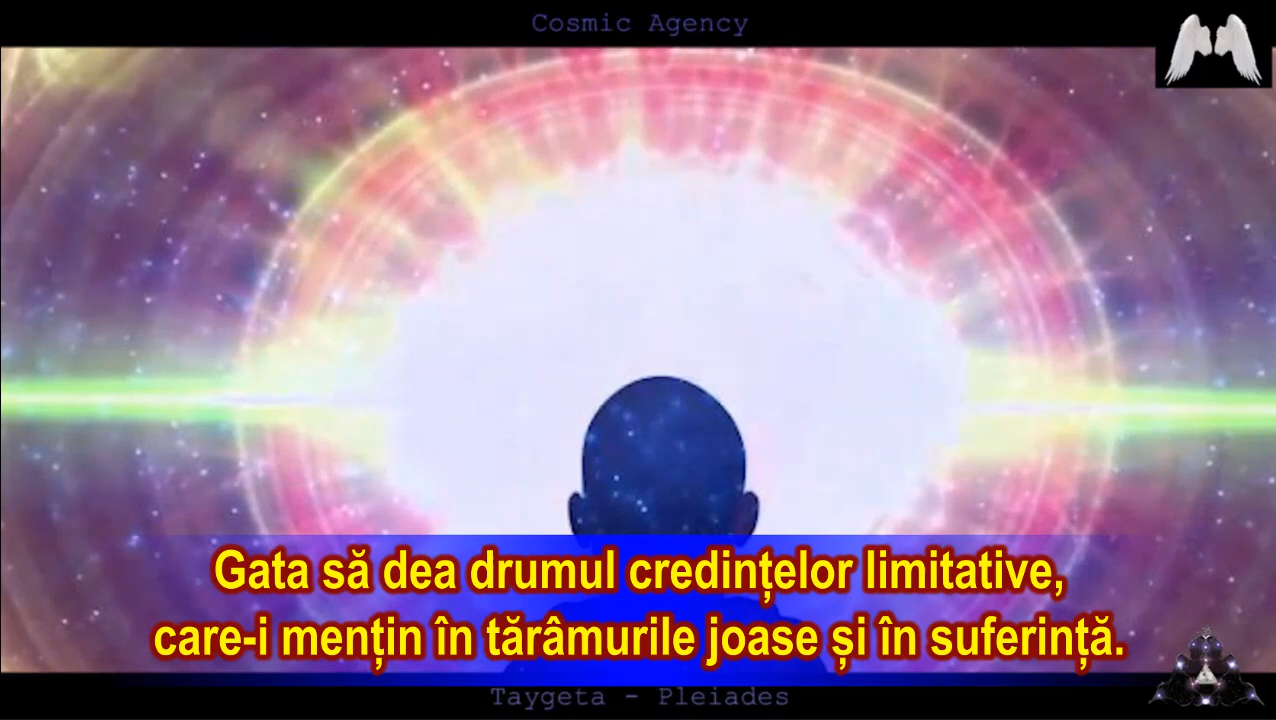 Cosmic Agency
Gata să dea drumul credințelor limitative,
care-i mențin în tărâmurile joase și în suferință.
Taygeta - Pleiades